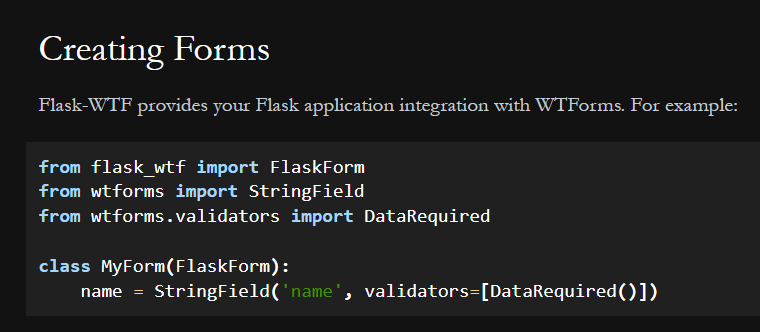 Creating Forms
Flask-WTF provides your Flask application integration with WTForms. For example:
from flask_wtf import FlaskForm
from wtforms import StringField
from wtforms.validators import DataRequired
class MyForm(FlaskForm):
    name = StringField('name', validators=[DataRequired()])